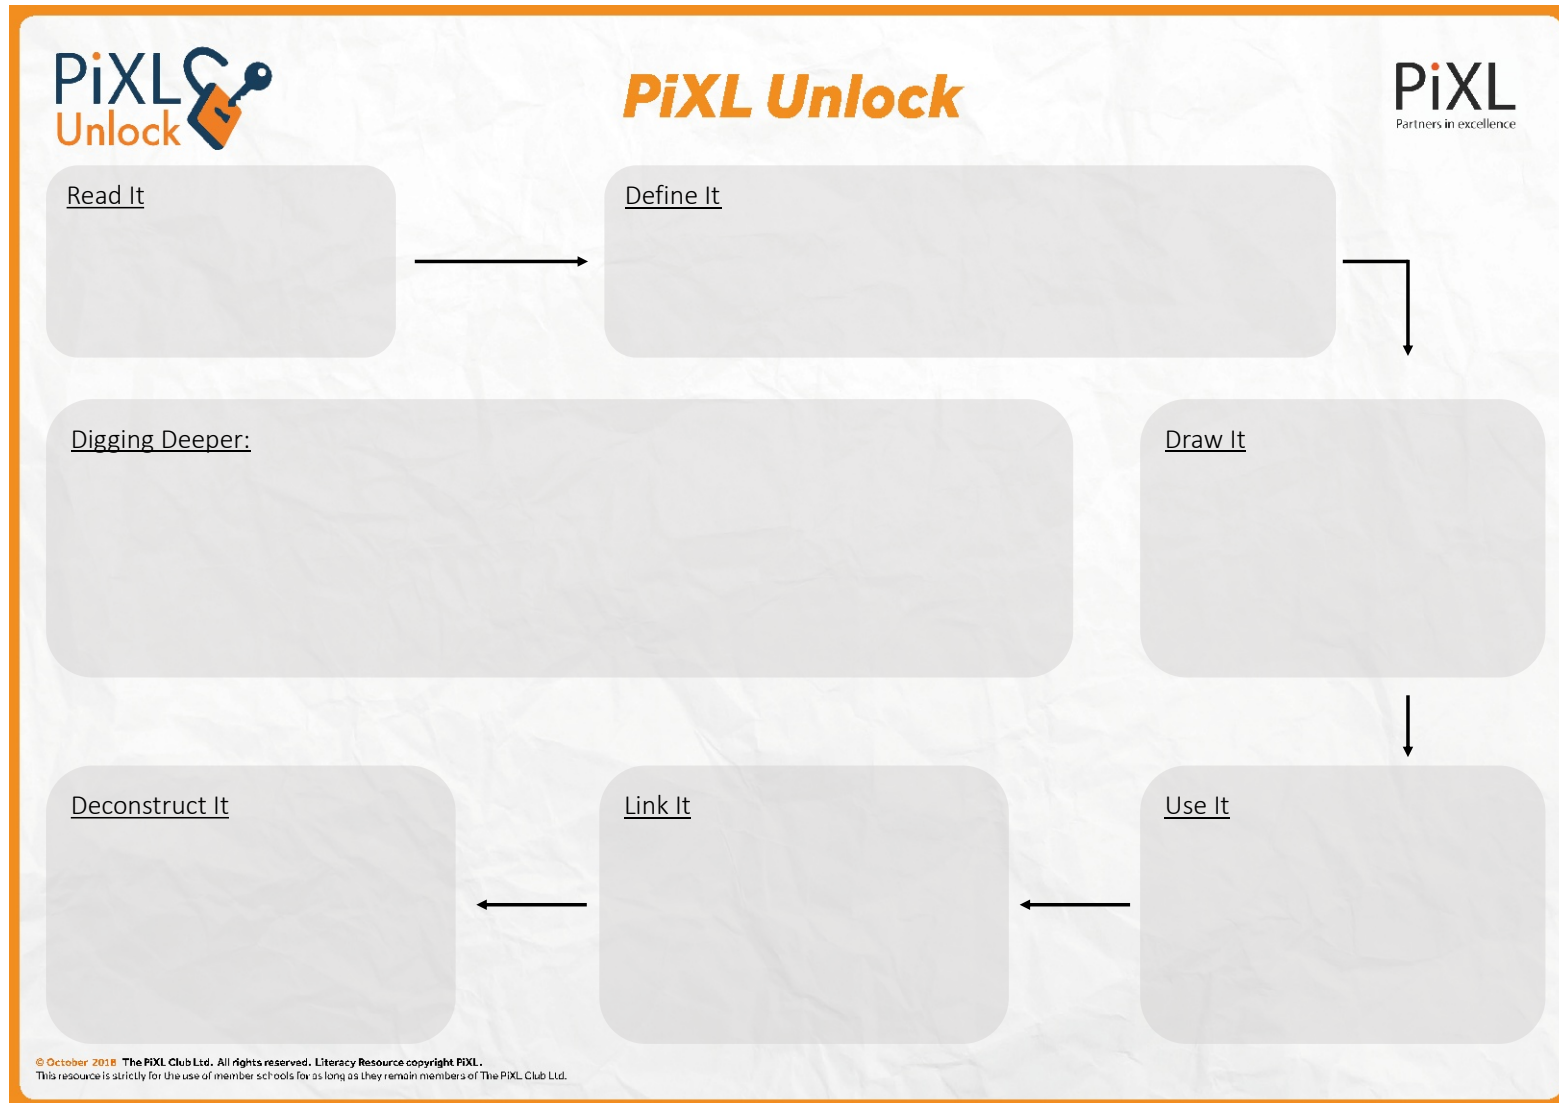 PiXL
Unlock
PiXL Unlock
PiXL
Partners in excellence
Read It
Define It
Digging Deeper:
Draw It
Deconstruct It
Link It
Use It
© October 2018 The PiXL Club Ltd. All rights reserved. Literacy Resource copyright PiXL.
This resource is strictly for the use of member schools for as long as they remain members of The PiXL Club Ltd.